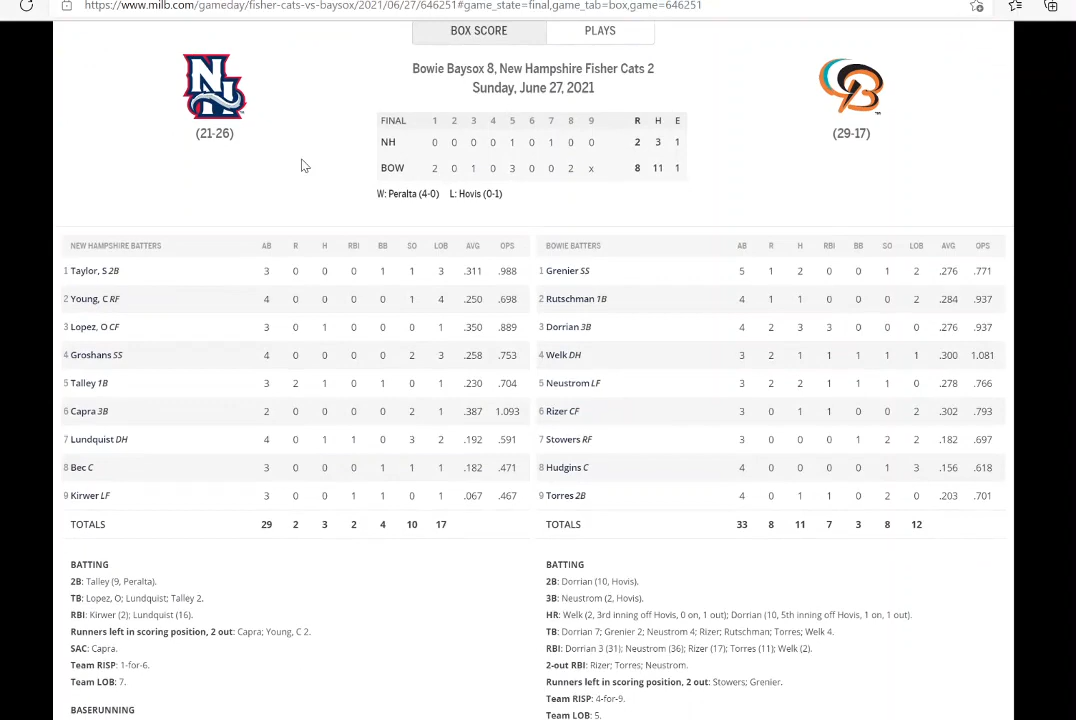 https://www.milb.com/gameday/fisher-cats-vs-baysox/2021/06/27/646251#game_state=final,game_tab=box,game=646251
BOX SCORE PLAYS
Bowie Baysox 8, New Hampshire Fisher Cats 2
Sunday, June 27, 2021
(21-26)
(29-17)
FINAL 1 2 3 4 5 6 7 8 9 R H E
NH 0 0 0 0 1 0 1 0 0 2 3 1
BOW 2 0 1 0 3 0 0 2 x 8 11 1
W: Peralta (4-0) L: Hovis (0-1)
NEW HAMPSHIRE BATTERS AB R H RBI BB SO LOB AVG OPS
1 Taylor, S 2B 3 0 0 0 1 1 3 .311 .988
2 Young, C RF 4 0 0 0 0 1 4 .250 .698
3 Lopez, O CF 3 0 1 0 0 0 1 .350 .889
4 Groshans SS 4 0 0 0 0 2 3 .258 .753
5 Talley 1B 3 2 1 0 1 0 1 .230 .704
6 Capra 3B 2 0 0 0 0 2 1 .387 1.093
7 Lundquist DH 4 0 1 1 0 3 2 .192 .591
8 Bec C 3 0 0 0 1 1 1 .182 .471
9 Kirwer LF 3 0 0 1 1 0 1 .067 .467
TOTALS 29 2 3 2 4 10 17
BATTING
2B: Talley (9, Peralta).
TB: Lopez, O; Lundquist; Talley 2.
RBI: Kirwer (2); Lundquist (16).
Runners left in scoring position, 2 out: Capra; Young, C 2.
SAC: Capra.
Team RISP: 1-for-6.
Team LOB: 7.
BASERUNNING
BOWIE BATTERS AB R H RBI BB SO LOB AVG OPS
1 Grenier SS 5 1 2 0 0 1 2 .276 .771
2 Rutschman 1B 4 1 1 0 0 0 2 .284 .937
3 Dorrian 3B 4 2 3 3 0 0 2 .276 .937
4 Welk DH 3 2 1 1 1 1 1 .300 1.081
5 Neustrom LF 3 2 2 1 1 1 0 .278 .766
6 Rizer CF 3 0 1 1 0 0 2 .302 .793
7 Stowers RF 3 0 0 0 1 2 2 .182 .697
8 Hudgins C 4 0 0 0 0 1 3 .156 .618
9 Torres 2B 4 0 1 1 0 2 0 .203 .701
TOTALS 33 8 11 7 3 8 12
BATTING
2B: Dorrian (10, Hovis).
3B: Neustrom (2, Hovis).
HR: Welk (2, 3rd inning off Hovis, 0 on, 1 out); Dorrian (10, 5th inning off Hovis, 1 on, 1 out).
TB: Dorrian 7; Grenier 2; Neustrom 4; Rizer; Rutschman; Torres; Welk 4.
RBI: Dorrian 3 (31); Neustrom (36); Rizer (17); Torres (11); Welk (2).
2-out RBI: Rizer; Torres; Neustrom.
Runners left in scoring position, 2 out: Stowers; Grenier.
Team RISP: 4-for-9.
Team LOB: 5.